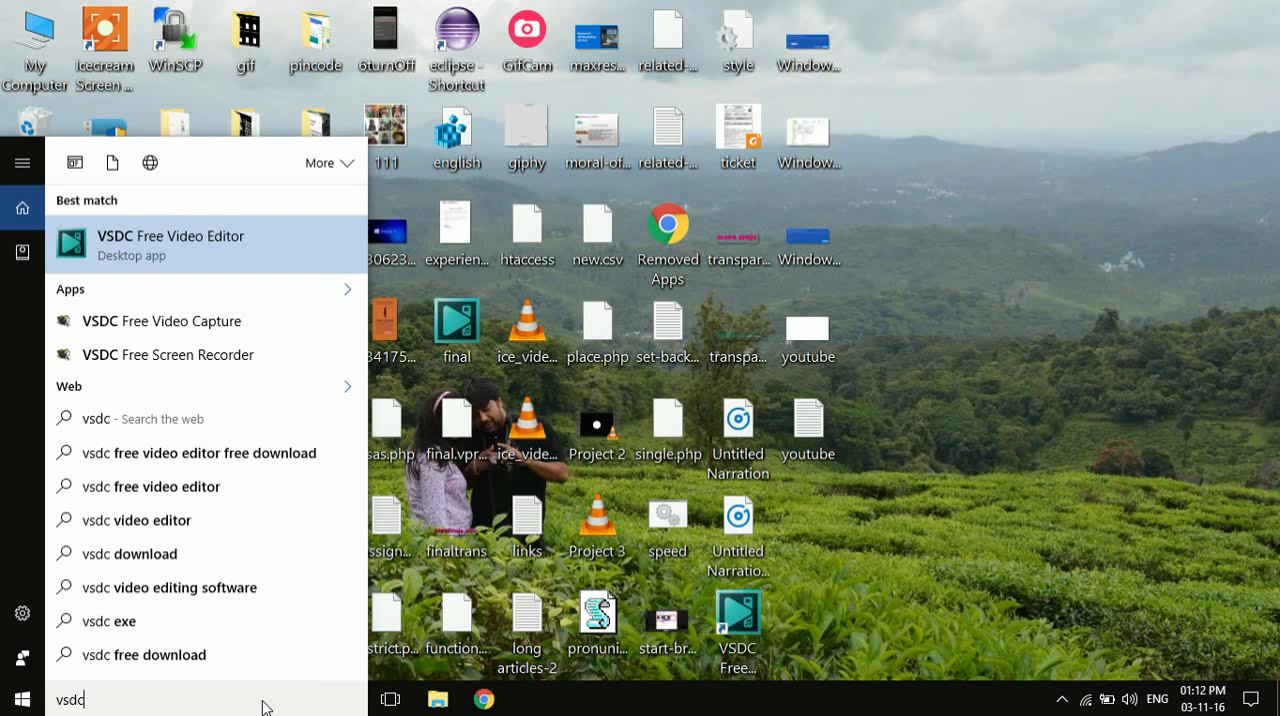 My Computer
Icecream Screen ...
WinSCP
gif
pincode
6turnOff
eclipse - Shortcut
GifCam
maxres...
related-...
style
Window...
111
english
giphy
moral-of...
related-...
ticket
Window...
More
Best match
VSDC Free Video Editor
Desktop app
Apps
VSDC Free Video Capture
VSDC Free Screen Recorder
Web
vsdc - Search the web
vsdc free video editor free download
vsdc free video editor
vsdc video editor
vsdc download
vsdc video editing software
vsdc exe
vsdc free download
vsdc
30623...
experien...
htaccess
new.csv
Removed Apps
transpar...
Window...
34175...
final
ice_vide...
place.php
set-back...
transpa...
youtube
sas.php
final.vpr...
ice_vide...
Project 2
single.php
Untitled Narration
youtube
ssign...
finaltrans
links
Project 3
speed
Untitled Narratio...
strict.p...
function...
long articles-2
pronuni...
start-br...
VSDC Free...
ENG
01:12 PM
03-11-16